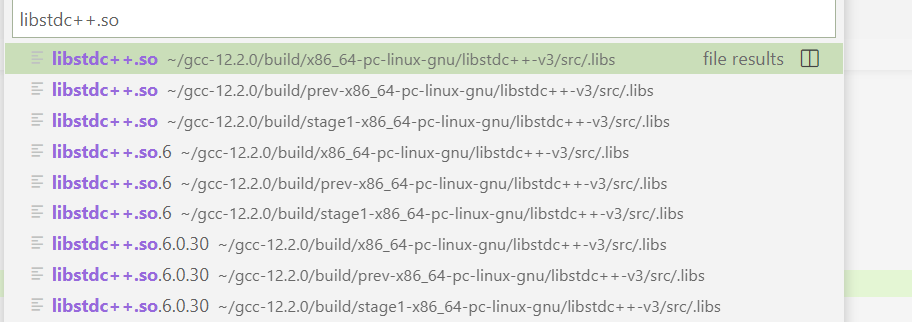 libstdc++.so
libstdc++.so ~/gcc-12.2.0/build/x86_64-pc-linux-gnu/libstdc++-v3/src/.libs file results
libstdc++.so ~/gcc-12.2.0/build/prev-x86_64-pc-linux-gnu/libstdc++-v3/src/.libs
libstdc++.so ~/gcc-12.2.0/build/stage1-x86_64-pc-linux-gnu/libstdc++-v3/src/.libs
libstdc++.so.6 ~/gcc-12.2.0/build/x86_64-pc-linux-gnu/libstdc++-v3/src/.libs
libstdc++.so.6 ~/gcc-12.2.0/build/prev-x86_64-pc-linux-gnu/libstdc++-v3/src/.libs
libstdc++.so.6 ~/gcc-12.2.0/build/stage1-x86_64-pc-linux-gnu/libstdc++-v3/src/.libs
libstdc++.so.6.0.30 ~/gcc-12.2.0/build/x86_64-pc-linux-gnu/libstdc++-v3/src/.libs
libstdc++.so.6.0.30 ~/gcc-12.2.0/build/prev-x86_64-pc-linux-gnu/libstdc++-v3/src/.libs
libstdc++.so.6.0.30 ~/gcc-12.2.0/build/stage1-x86_64-pc-linux-gnu/libstdc++-v3/src/.libs